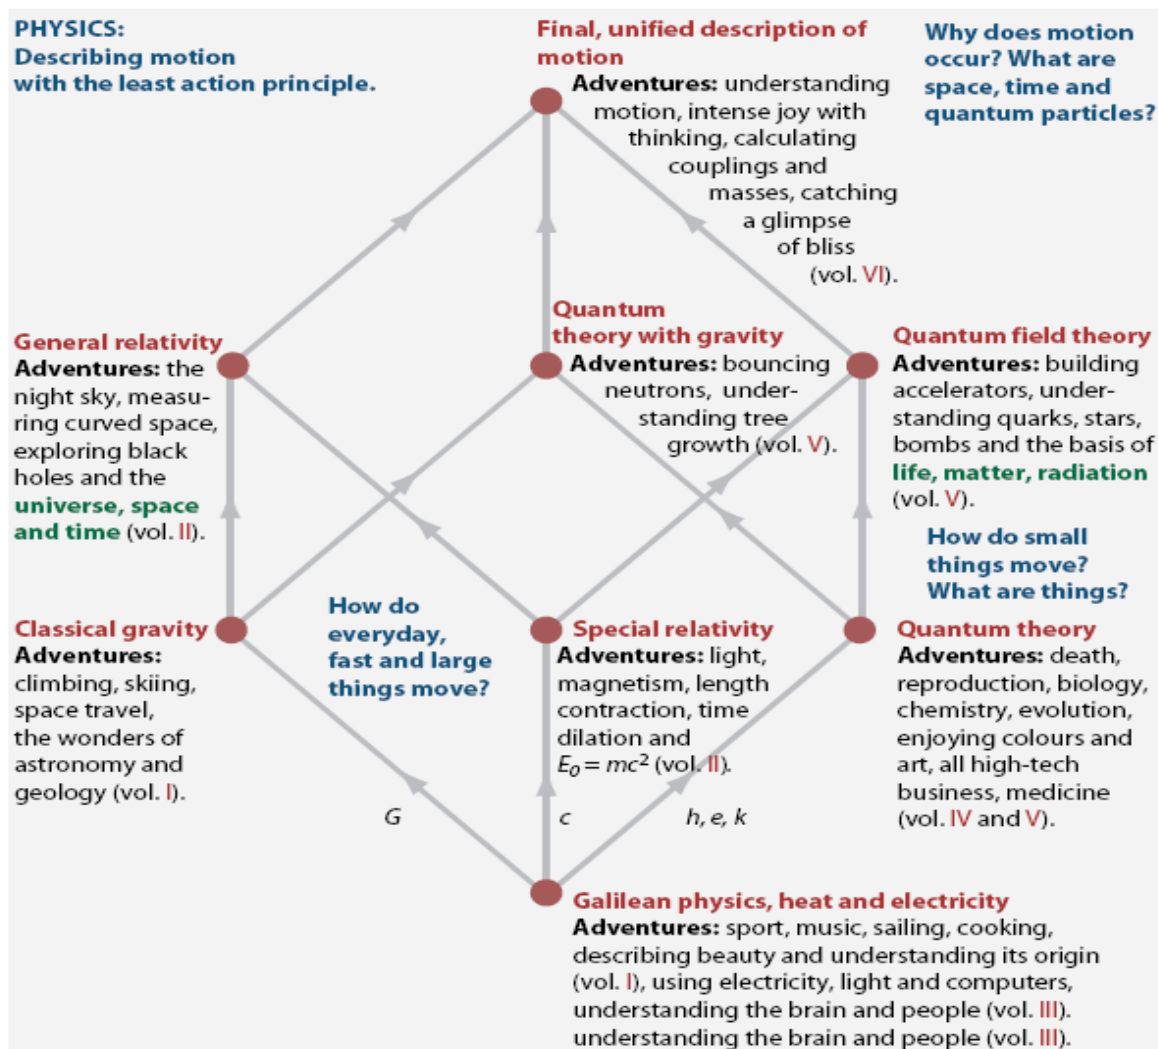 PHYSICS:
Describing motion
with the least action principle.
Final, unified description of
motion
Adventures: understanding
motion, intense joy with
thinking, calculating
couplings and
masses, catching
a glimpse
of bliss
(vol. VI).
Why does motion
occur? What are
space, time and
quantum particles?
General relativity
Adventures: the
night sky, measu-
ring curved space,
exploring black
holes and the
universe, space
and time (vol. II).
Quantum
theory with gravity
Adventures: bouncing
neutrons, under-
standing tree
growth (vol. V).
Quantum field theory
Adventures: building
accelerators, under-
standing quarks, stars,
bombs and the basis of
life, matter, radiation
(vol. V).
How do small
things move?
What are things?
How do
everyday,
fast and large
things move?
Classical gravity
Adventures:
climbing, skiing,
space travel,
the wonders of
astronomy and
geology (vol. I).
Special relativity
Adventures: light,
magnetism, length
contraction, time
dilation and
E₀ = mc² (vol. II).
Quantum theory
Adventures: death,
reproduction, biology,
chemistry, evolution,
enjoying colours and
art, all high-tech
business, medicine
(vol. IV and V).
G
c
h, e, k
Galilean physics, heat and electricity
Adventures: sport, music, sailing, cooking,
describing beauty and understanding its origin
(vol. I), using electricity, light and computers,
understanding the brain and people (vol. III).
understanding the brain and people (vol. III).